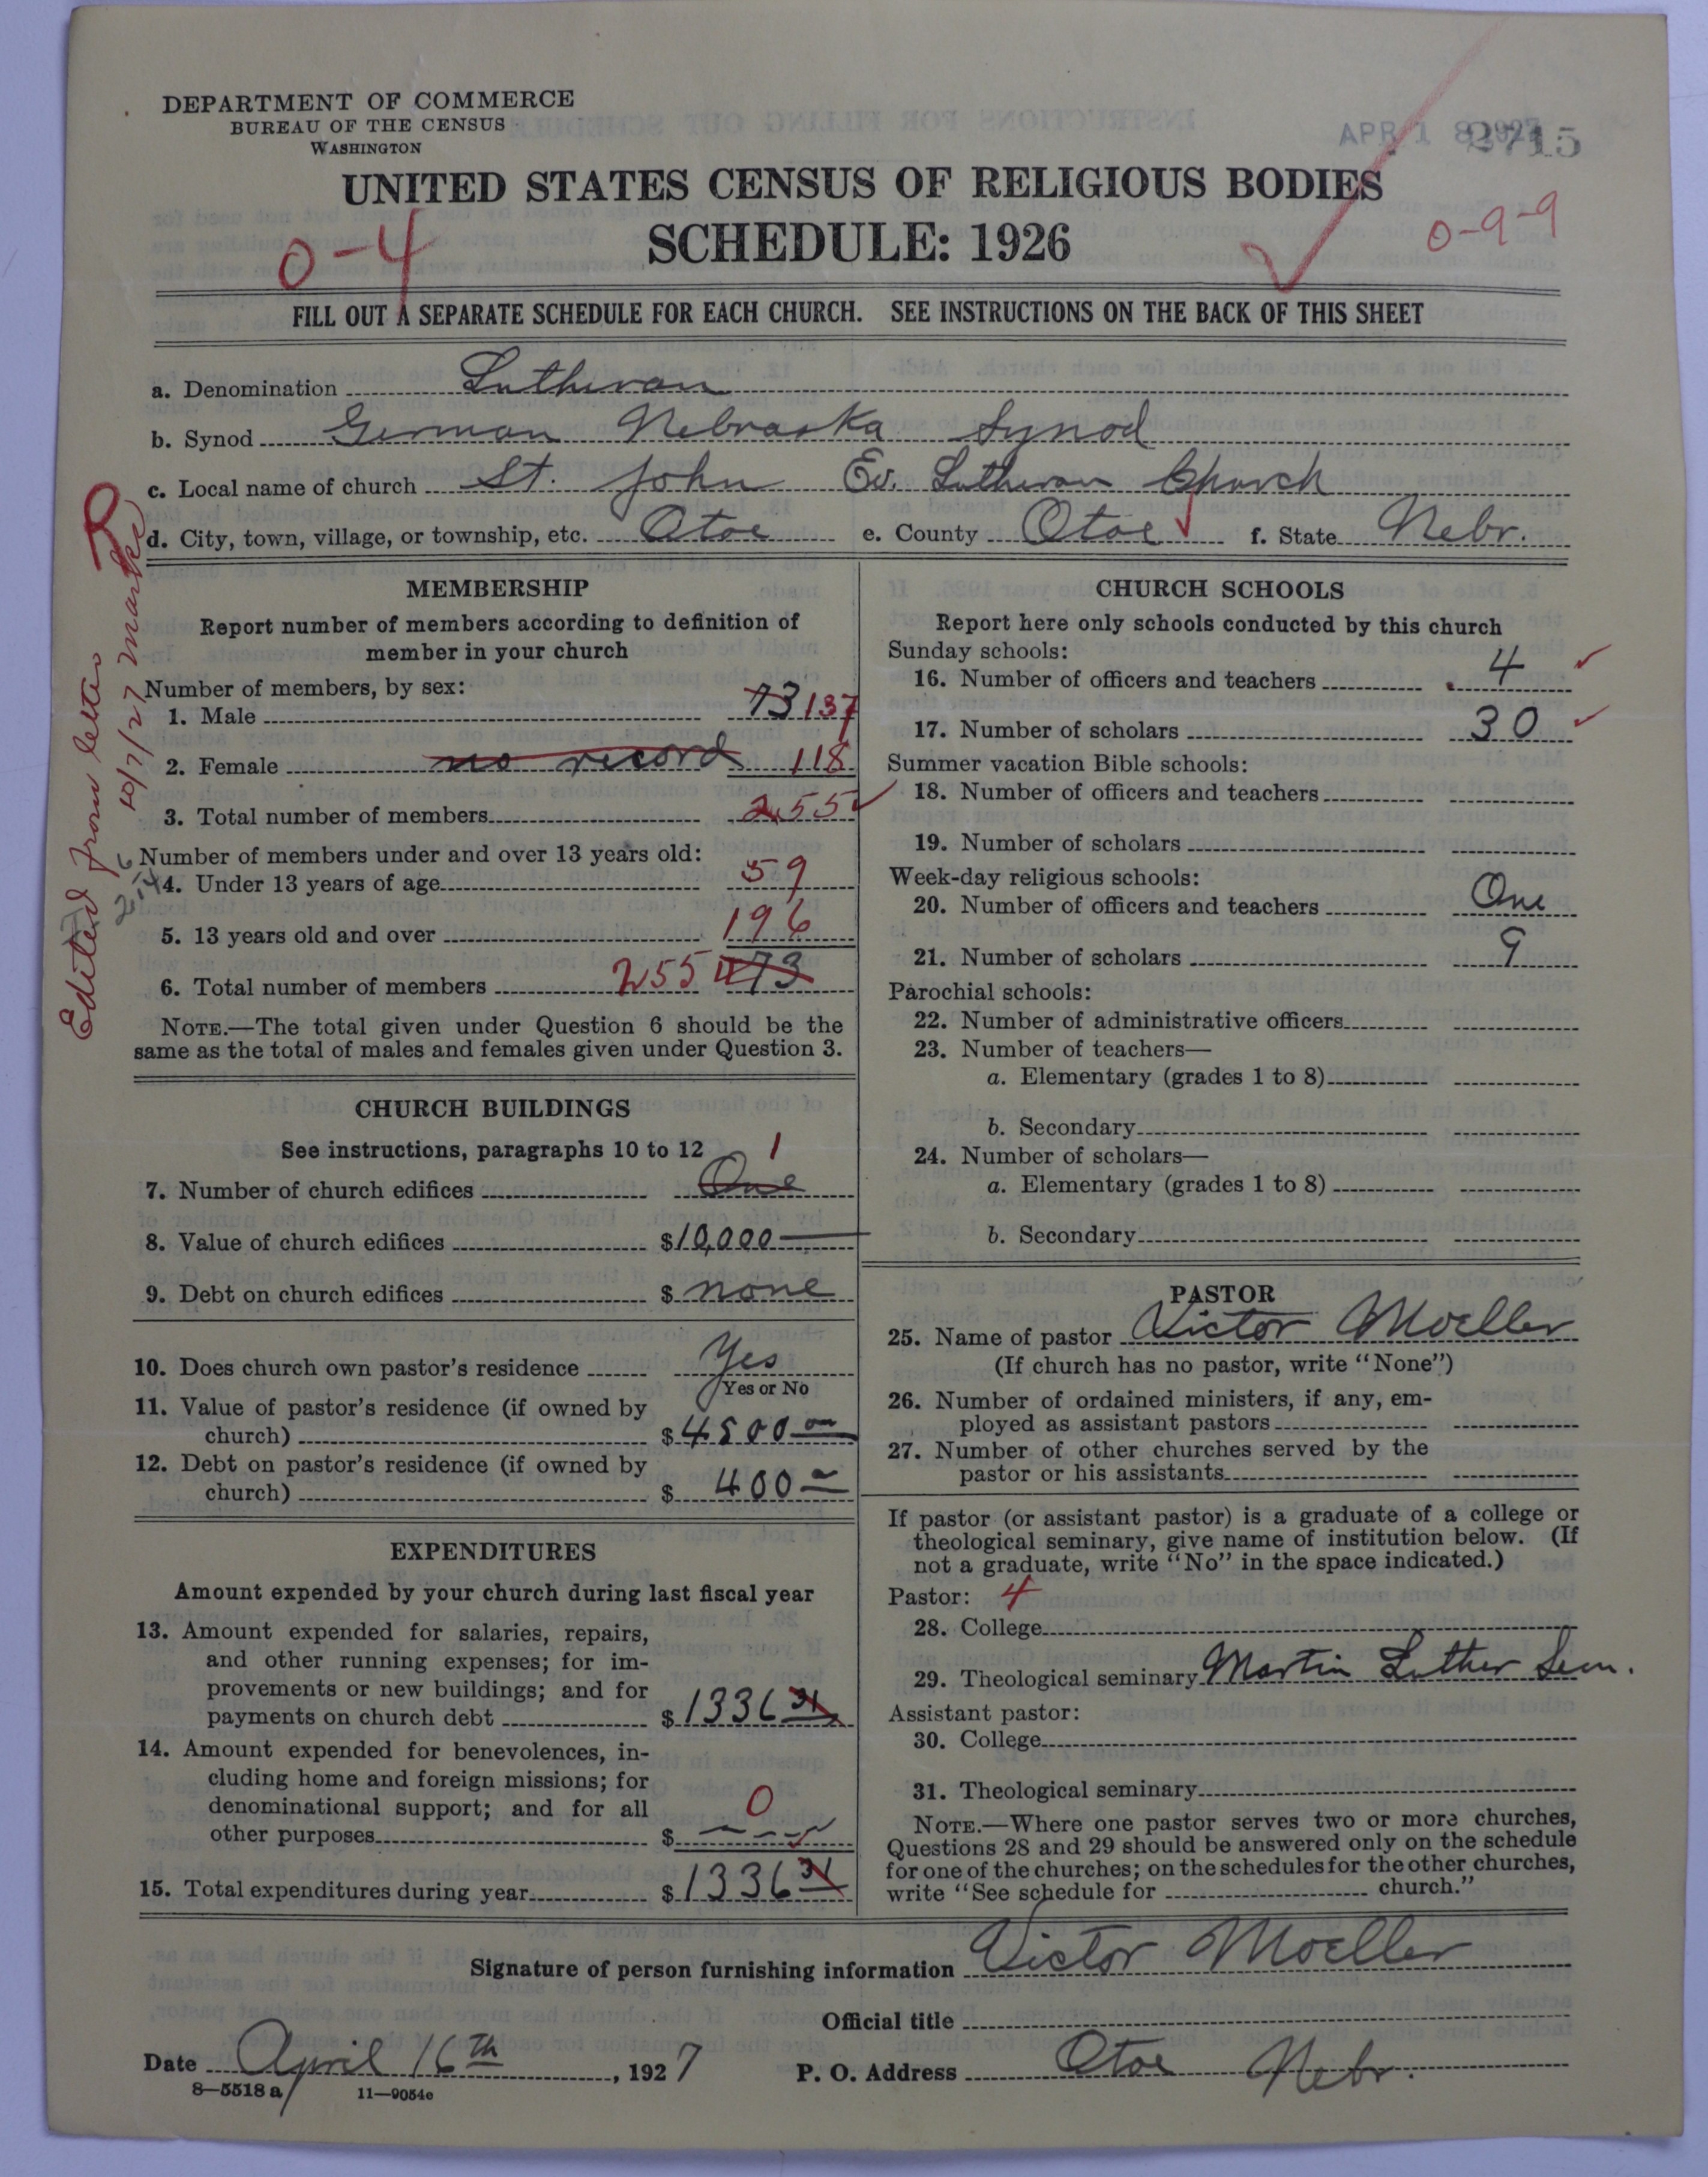 DEPARTMENT OF COMMERCE
BUREAU OF THE CENSUS
WASHINGTON
APR 18 1927
2715
UNITED STATES CENSUS OF RELIGIOUS BODIES
SCHEDULE: 1926
0-4
0-9-9
FILL OUT A SEPARATE SCHEDULE FOR EACH CHURCH. SEE INSTRUCTIONS ON THE BACK OF THIS SHEET
a. Denomination Lutheran
b. Synod German Nebraska Synod
c. Local name of church St. John Ev. Lutheran Church
d. City, town, village, or township, etc. Otoe e. County Otoe f. State Nebr.
Edited from letter
10/7/27 marked
MEMBERSHIP
Report number of members according to definition of
member in your church
Number of members, by sex:
1. Male 73 137
2. Female no record 118
3. Total number of members 255
Number of members under and over 13 years old:
4. Under 13 years of age 59
5. 13 years old and over 196
6. Total number of members 255 73
NOTE.—The total given under Question 6 should be the
same as the total of males and females given under Question 3.
CHURCH BUILDINGS
See instructions, paragraphs 10 to 12
7. Number of church edifices One 1
8. Value of church edifices $10,000
9. Debt on church edifices $ none
10. Does church own pastor's residence Yes
Yes or No
11. Value of pastor's residence (if owned by
church) $4500 00
12. Debt on pastor's residence (if owned by
church) $ 400
EXPENDITURES
Amount expended by your church during last fiscal year
13. Amount expended for salaries, repairs,
and other running expenses; for im-
provements or new buildings; and for
payments on church debt $1336 31
14. Amount expended for benevolences, in-
cluding home and foreign missions; for
denominational support; and for all
other purposes $ 0
15. Total expenditures during year $1336 31
CHURCH SCHOOLS
Report here only schools conducted by this church
Sunday schools:
16. Number of officers and teachers 4
17. Number of scholars 30
Summer vacation Bible schools:
18. Number of officers and teachers
19. Number of scholars
Week-day religious schools:
20. Number of officers and teachers One
21. Number of scholars 9
Parochial schools:
22. Number of administrative officers
23. Number of teachers—
a. Elementary (grades 1 to 8)
b. Secondary
24. Number of scholars—
a. Elementary (grades 1 to 8)
b. Secondary
PASTOR
25. Name of pastor Victor Moeller
(If church has no pastor, write "None")
26. Number of ordained ministers, if any, em-
ployed as assistant pastors
27. Number of other churches served by the
pastor or his assistants
If pastor (or assistant pastor) is a graduate of a college or
theological seminary, give name of institution below. (If
not a graduate, write "No" in the space indicated.)
Pastor: 4
28. College
29. Theological seminary Martin Luther Sem.
Assistant pastor:
30. College
31. Theological seminary
NOTE.—Where one pastor serves two or more churches,
Questions 28 and 29 should be answered only on the schedule
for one of the churches; on the schedules for the other churches,
write "See schedule for church."
Signature of person furnishing information Victor Moeller
Official title
Date April 16th, 1927 P. O. Address Otoe Nebr.
8—5518a 11—9054c